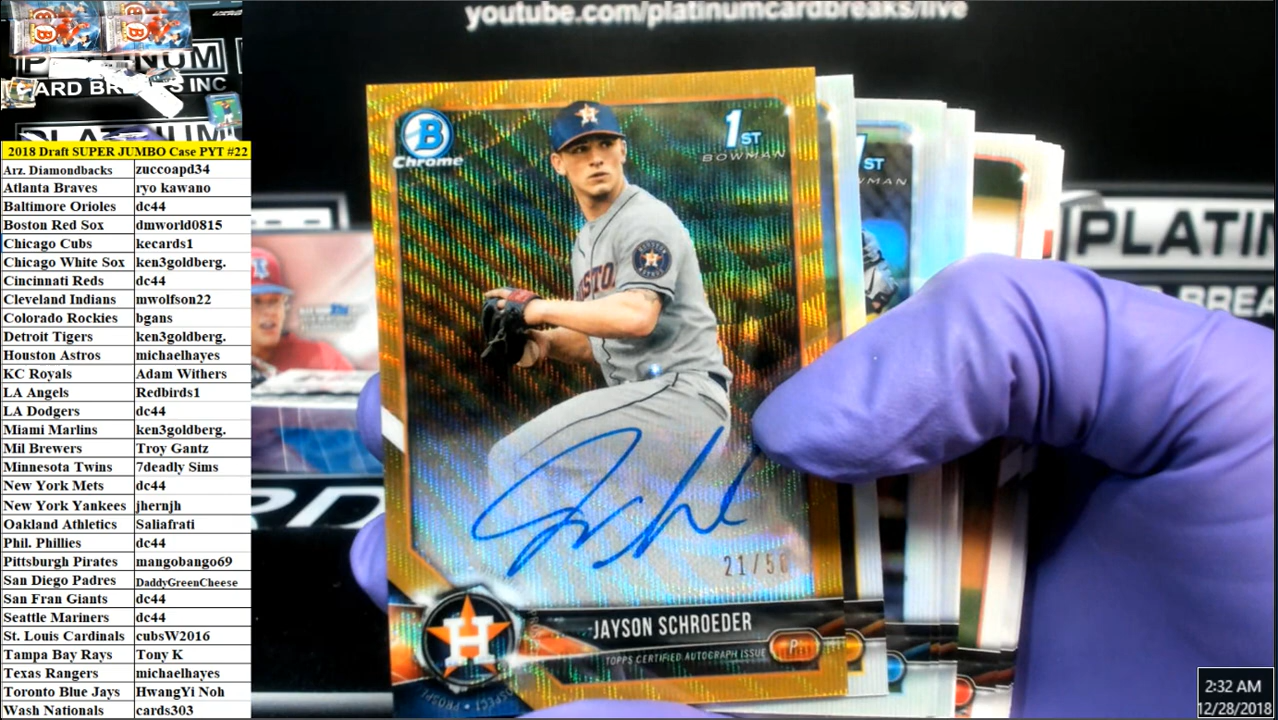 youtube.com/platinumcardbreaks/live
PLATINUM
CARD BREAKS INC
2018 Draft SUPER JUMBO Case PYT #22
Arz. Diamondbacks zuccoapd34
Atlanta Braves ryo kawano
Baltimore Orioles dc44
Boston Red Sox dmworld0815
Chicago Cubs kecards1
Chicago White Sox ken3goldberg.
Cincinnati Reds dc44
Cleveland Indians mwolfson22
Colorado Rockies bgans
Detroit Tigers ken3goldberg.
Houston Astros michaelhayes
KC Royals Adam Withers
LA Angels Redbirds1
LA Dodgers dc44
Miami Marlins ken3goldberg.
Mil Brewers Troy Gantz
Minnesota Twins 7deadly Sims
New York Mets dc44
New York Yankees jhernjh
Oakland Athletics Saliafrati
Phil. Phillies dc44
Pittsburgh Pirates mangobango69
San Diego Padres DaddyGreenCheese
San Fran Giants dc44
Seattle Mariners dc44
St. Louis Cardinals cubsW2016
Tampa Bay Rays Tony K
Texas Rangers michaelhayes
Toronto Blue Jays HwangYi Noh
Wash Nationals cards303
B
Chrome
1ST
BOWMAN
ST
WMAN
PLATIN
BREA
21/50
H
JAYSON SCHROEDER
TOPPS CERTIFIED AUTOGRAPH ISSUE
P
2:32 AM
12/28/2018